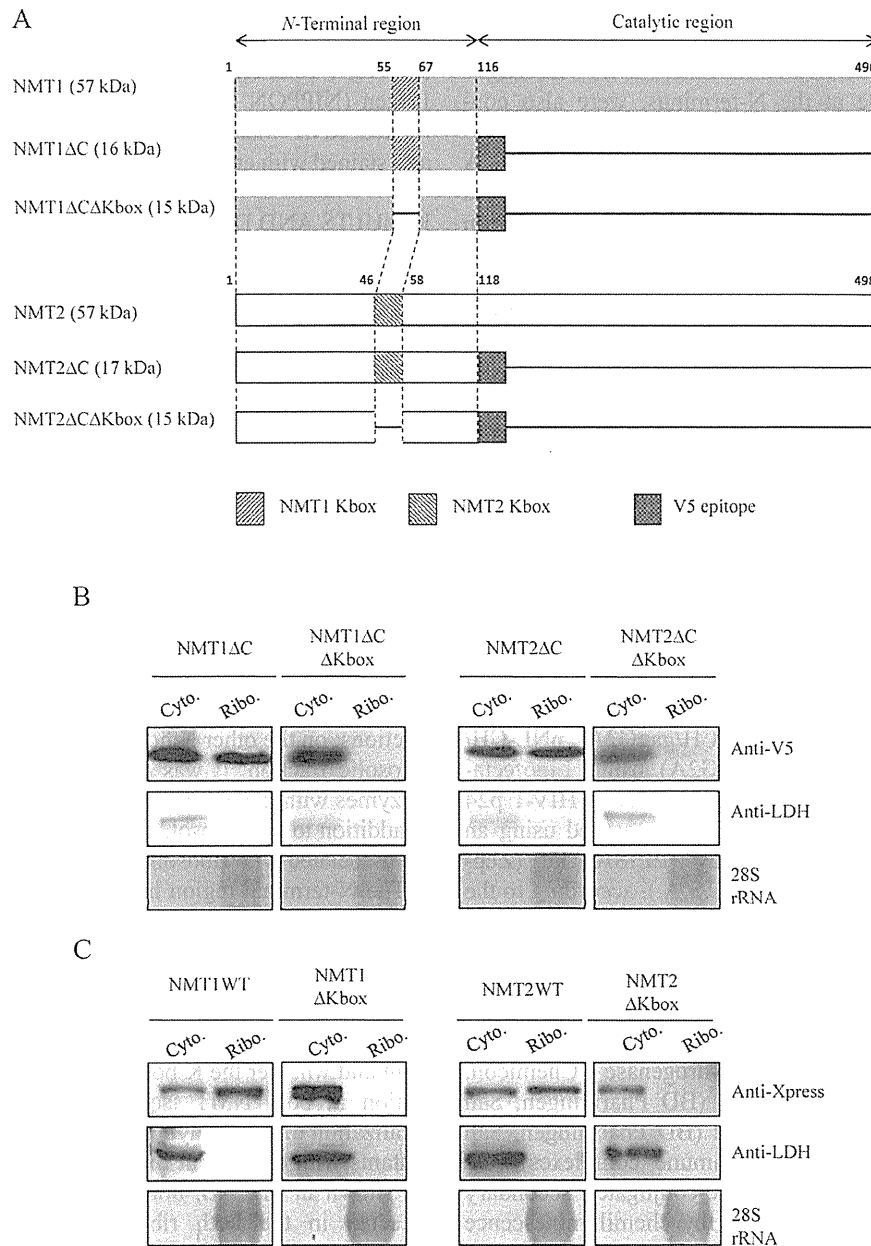 A
N-Terminal region Catalytic region
1 55 67 116 496
NMT1 (57 kDa)
NMT1ΔC (16 kDa)
NMT1ΔCΔKbox (15 kDa)
1 46 58 118 498
NMT2 (57 kDa)
NMT2ΔC (17 kDa)
NMT2ΔCΔKbox (15 kDa)
NMT1 Kbox NMT2 Kbox V5 epitope
B
NMT1ΔC NMT1ΔC ΔKbox NMT2ΔC NMT2ΔC ΔKbox
Cyto. Ribo. Cyto. Ribo. Cyto. Ribo. Cyto. Ribo.
Anti-V5
Anti-LDH
28S
rRNA
C
NMT1WT NMT1 ΔKbox NMT2WT NMT2 ΔKbox
Cyto. Ribo. Cyto. Ribo. Cyto. Ribo. Cyto. Ribo.
Anti-Xpress
Anti-LDH
28S
rRNA